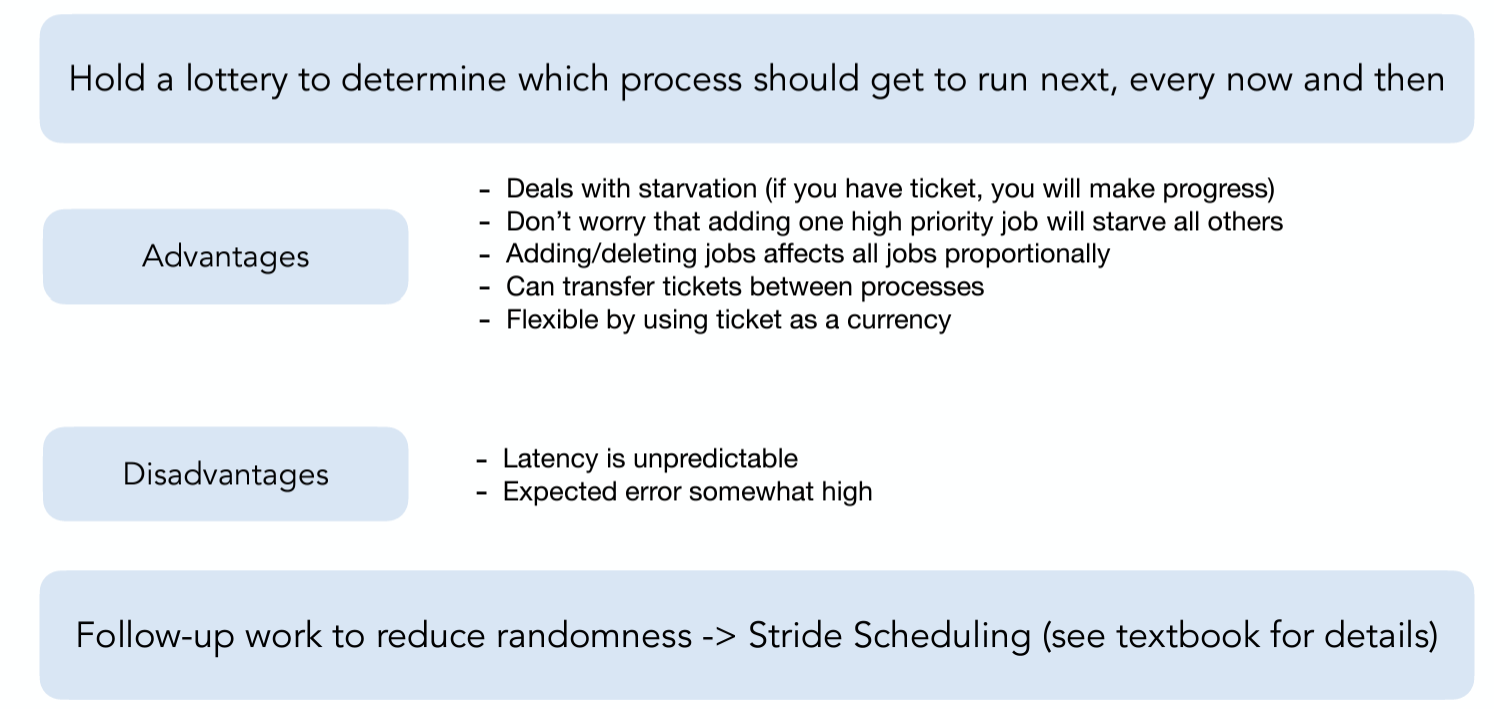 Hold a lottery to determine which process should get to run next, every now and then
Advantages
- Deals with starvation (if you have ticket, you will make progress)
- Don’t worry that adding one high priority job will starve all others
- Adding/deleting jobs affects all jobs proportionally
- Can transfer tickets between processes
- Flexible by using ticket as a currency
Disadvantages
- Latency is unpredictable
- Expected error somewhat high
Follow-up work to reduce randomness -> Stride Scheduling (see textbook for details)